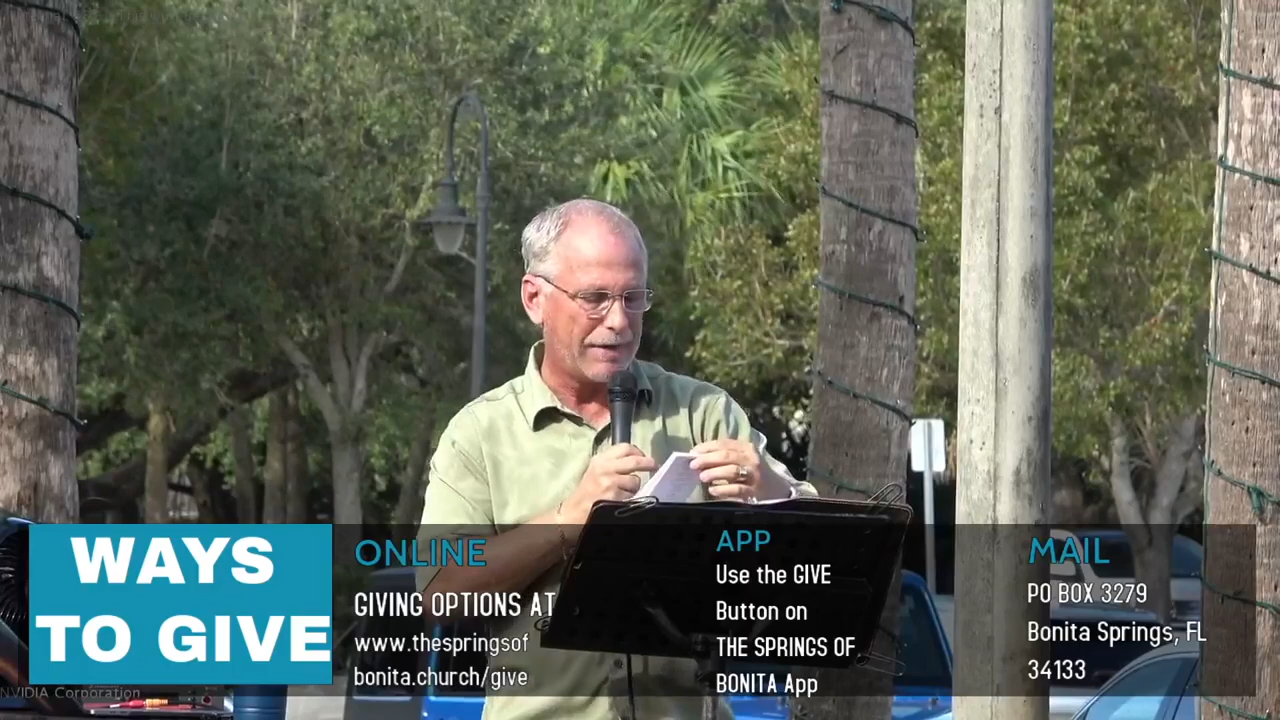 WAYS
TO GIVE
ONLINE
GIVING OPTIONS AT
www.thespringsof
bonita.church/give
APP
Use the GIVE
Button on
THE SPRINGS OF
BONITA App
MAIL
PO BOX 3279
Bonita Springs, FL
34133
NVIDIA Corporation